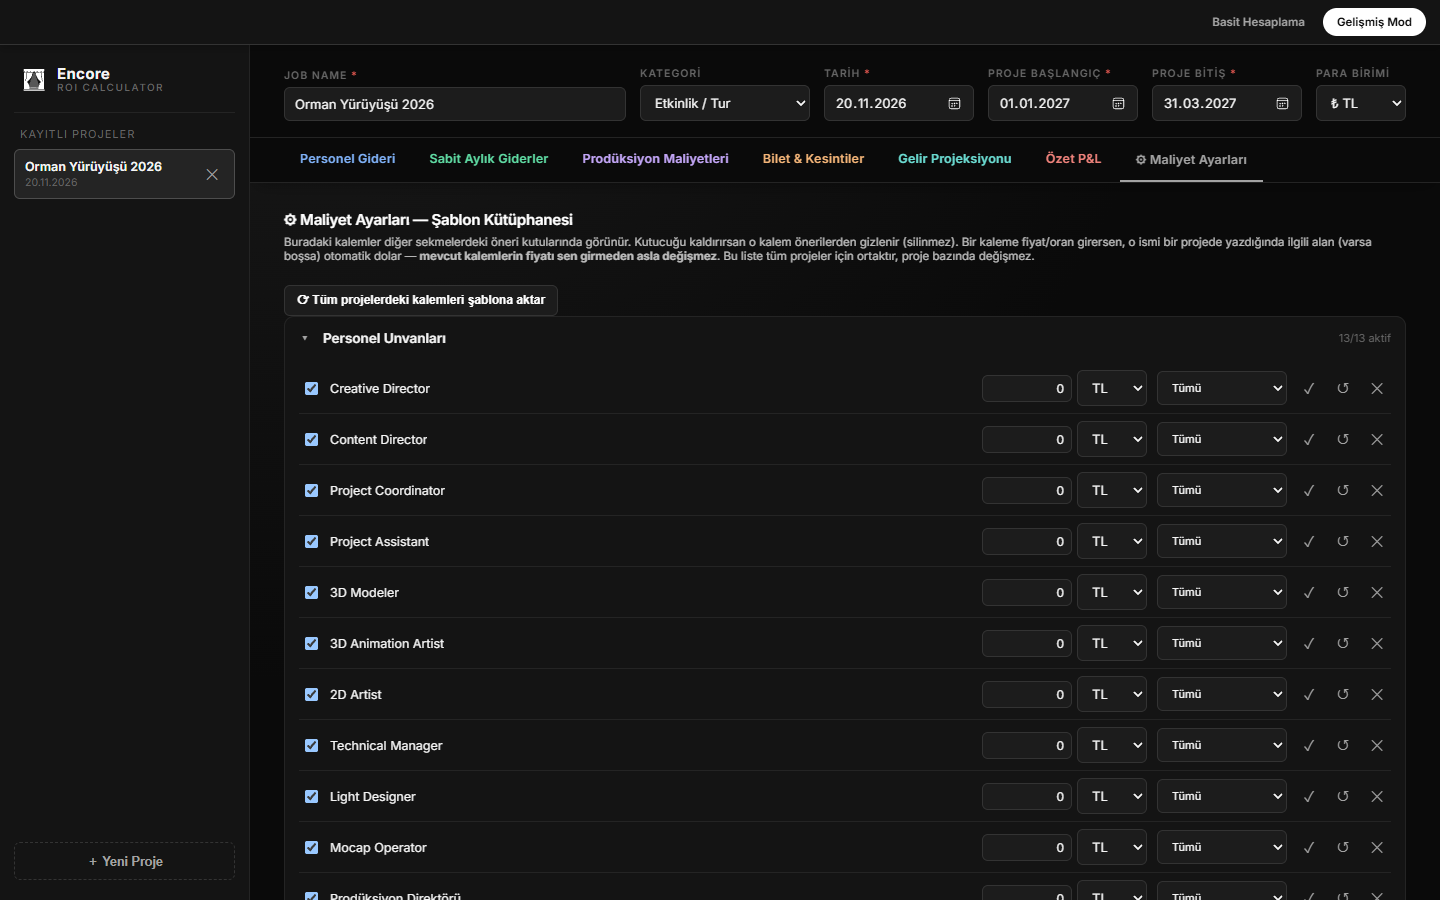 Basit Hesaplama
Gelişmiş Mod
Encore
ROI CALCULATOR
KAYITLI PROJELER
Orman Yürüyüşü 2026
20.11.2026
+ Yeni Proje
JOB NAME *
Orman Yürüyüşü 2026
KATEGORİ
Etkinlik / Tur
TARİH *
20.11.2026
PROJE BAŞLANGIÇ *
01.01.2027
PROJE BİTİŞ *
31.03.2027
PARA BİRİMİ
₺ TL
Personel Gideri
Sabit Aylık Giderler
Prodüksiyon Maliyetleri
Bilet & Kesintiler
Gelir Projeksiyonu
Özet P&L
⚙ Maliyet Ayarları
⚙ Maliyet Ayarları — Şablon Kütüphanesi
Buradaki kalemler diğer sekmelerdeki öneri kutularında görünür. Kutucuğu kaldırırsan o kalem önerilerden gizlenir (silinmez). Bir kaleme fiyat/oran girersen, o ismi bir projede yazdığında ilgili alan (varsa
boşsa) otomatik dolar — mevcut kalemlerin fiyatı sen girmeden asla değişmez. Bu liste tüm projeler için ortaktır, proje bazında değişmez.
⟳ Tüm projelerdeki kalemleri şablona aktar
▾ Personel Unvanları 13/13 aktif
Creative Director 0 TL Tümü ✓ ↺ ✕
Content Director 0 TL Tümü ✓ ↺ ✕
Project Coordinator 0 TL Tümü ✓ ↺ ✕
Project Assistant 0 TL Tümü ✓ ↺ ✕
3D Modeler 0 TL Tümü ✓ ↺ ✕
3D Animation Artist 0 TL Tümü ✓ ↺ ✕
2D Artist 0 TL Tümü ✓ ↺ ✕
Technical Manager 0 TL Tümü ✓ ↺ ✕
Light Designer 0 TL Tümü ✓ ↺ ✕
Mocap Operator 0 TL Tümü ✓ ↺ ✕
Prodüksiyon Direktörü 0 TL Tümü ✓ ↺ ✕